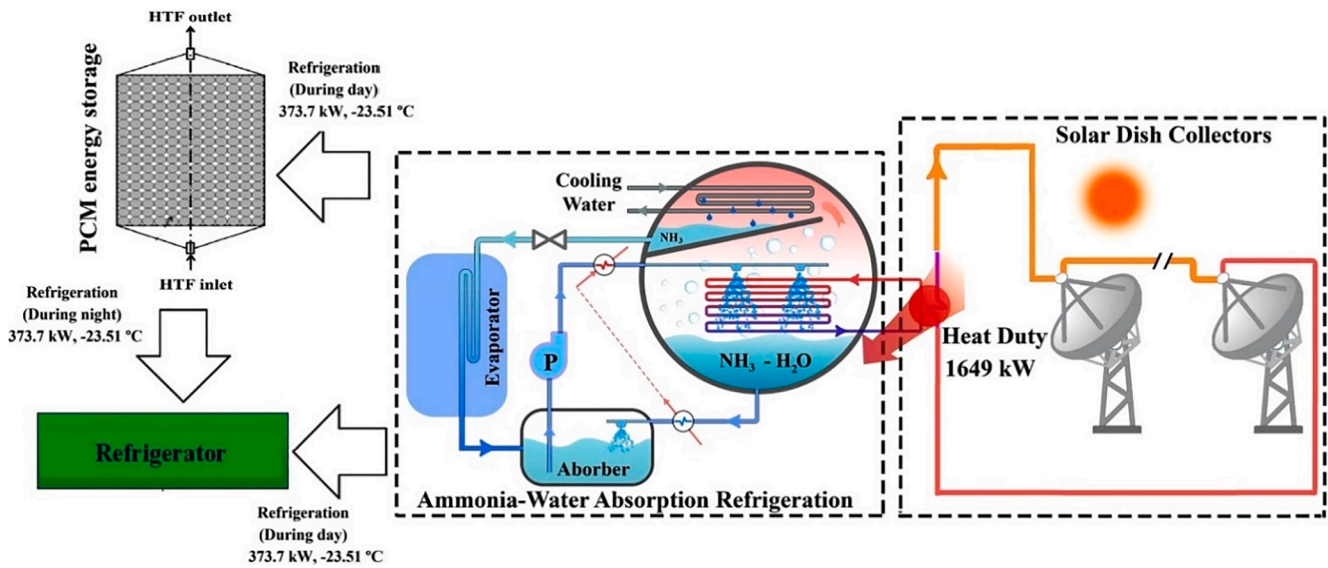 HTF outlet
PCM energy storage
Refrigeration
(During day)
373.7 kW, -23.51 °C
HTF inlet
Refrigeration
(During night)
373.7 kW, -23.51 °C
Refrigerator
Refrigeration
(During day)
373.7 kW, -23.51 °C
Cooling
Water
NH₃
Evaporator
P
NH₃ - H₂O
Aborber
Ammonia-Water Absorption Refrigeration
Solar Dish Collectors
Heat Duty
1649 kW